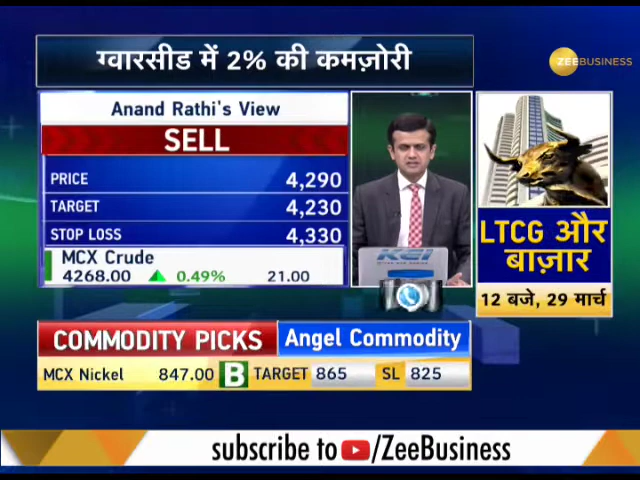 ग्वारसीड में 2% की कमज़ोरी
ZEEBUSINESS
Anand Rathi's View
SELL
PRICE 4,290
TARGET 4,230
STOP LOSS 4,330
MCX Crude
4268.00 0.49% 21.00
KEI
LTCG और
बाज़ार
12 बजे, 29 मार्च
COMMODITY PICKS Angel Commodity
MCX Nickel 847.00 B TARGET 865 SL 825
subscribe to /ZeeBusiness